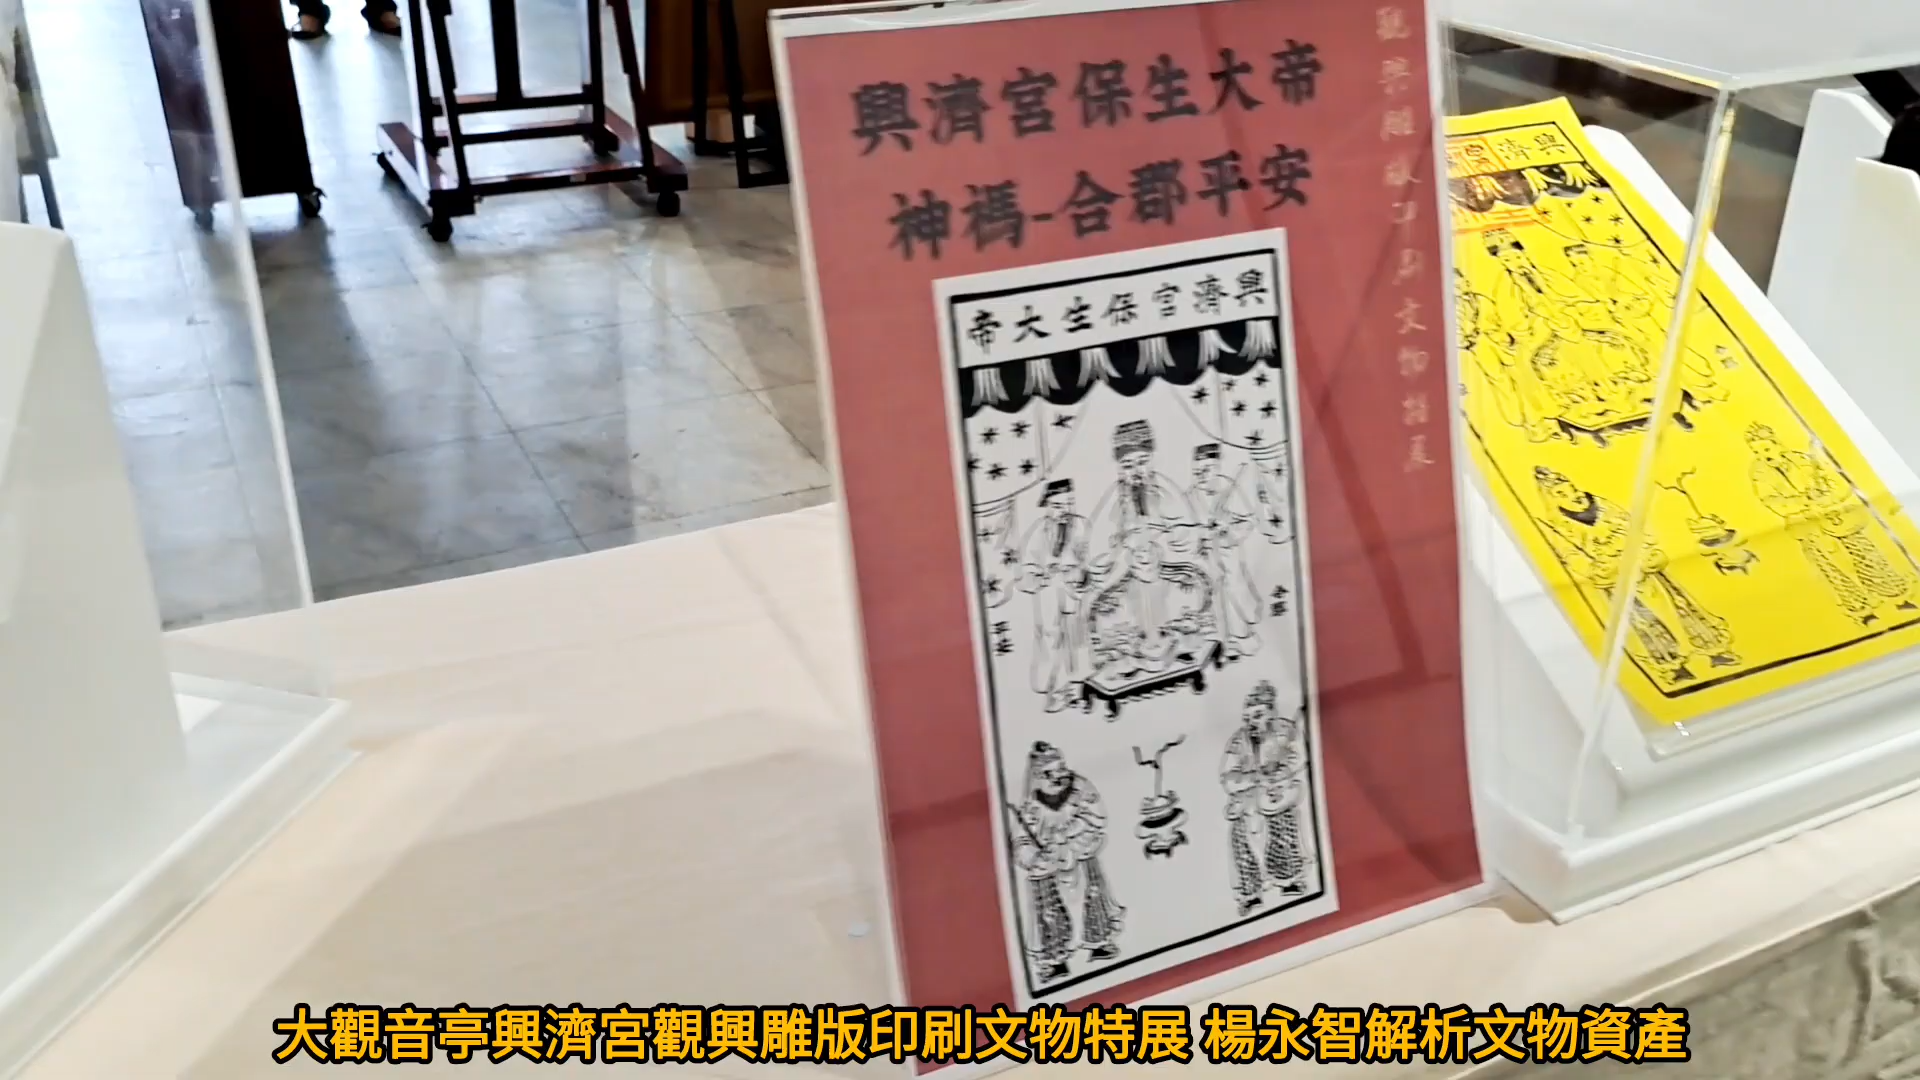 興濟宮保生大帝
神禡-合郡平安
觀興雕版印刷文物特展
興濟宮保生大帝
合郡
平安
興濟宮
大觀音亭興濟宮觀興雕版印刷文物特展 楊永智解析文物資產